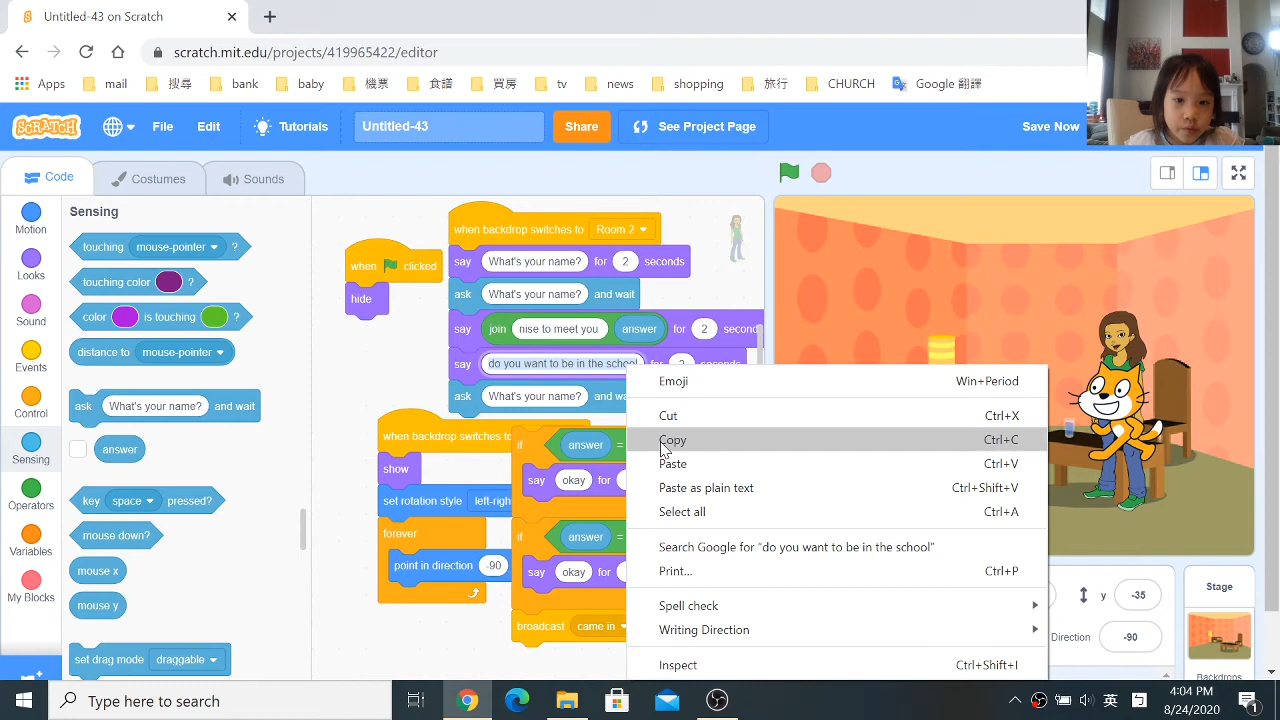 Untitled-43 on Scratch
scratch.mit.edu/projects/419965422/editor
Apps mail 搜尋 bank baby 機票 食譜 買房 tv news shopping 旅行 CHURCH Google 翻譯
SCRATCH File Edit Tutorials Untitled-43 Share See Project Page Save Now
Code Costumes Sounds
Motion
Looks
Sound
Events
Control
Sensing
Operators
Variables
My Blocks
Sensing
touching mouse-pointer ?
touching color ?
color is touching ?
distance to mouse-pointer
ask What's your name? and wait
answer
key space pressed?
mouse down?
mouse x
mouse y
set drag mode draggable
when clicked
hide
when backdrop switches to Room 2
say What's your name? for 2 seconds
ask What's your name? and wait
say join nise to meet you answer for 2 second
say do you want to be in the school for 2 seconds
ask What's your name?
when backdrop switches to
show
set rotation style left-righ
forever
point in direction -90
if answer =
say okay for
if answer =
say okay for
broadcast came in
Emoji Win+Period
Cut Ctrl+X
Copy Ctrl+C
Paste Ctrl+V
Paste as plain text Ctrl+Shift+V
Select all Ctrl+A
Search Google for “do you want to be in the school”
Print... Ctrl+P
Spell check
Writing Direction
Inspect Ctrl+Shift+I
y -35
Direction -90
Stage
Backdrops
Type here to search
英
4:04 PM
8/24/2020
1